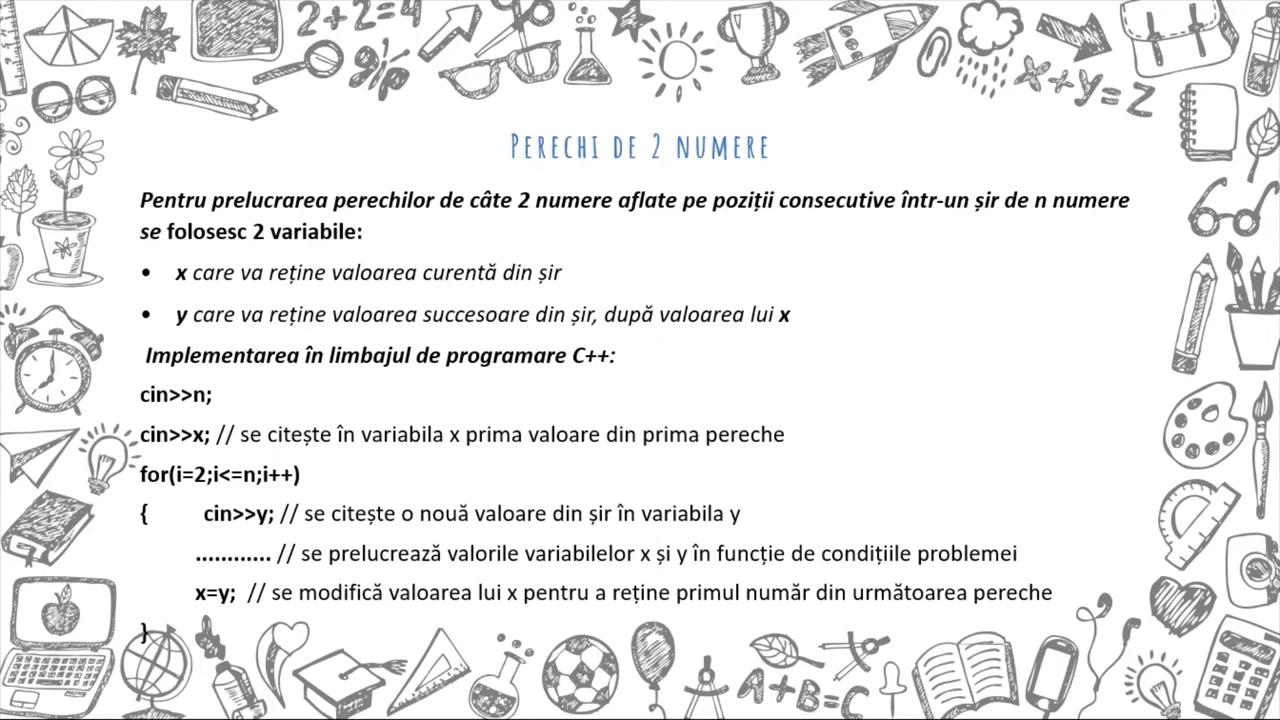 2+2=4
x+y=z
PERECHI DE 2 NUMERE
Pentru prelucrarea perechilor de câte 2 numere aflate pe poziții consecutive într-un șir de n numere
se folosesc 2 variabile:
• x care va reține valoarea curentă din șir
• y care va reține valoarea succesoare din șir, după valoarea lui x
Implementarea în limbajul de programare C++:
cin>>n;
cin>>x; // se citește în variabila x prima valoare din prima pereche
for(i=2;i<=n;i++)
{ cin>>y; // se citește o nouă valoare din șir în variabila y
............ // se prelucrează valorile variabilelor x și y în funcție de condițiile problemei
x=y; // se modifică valoarea lui x pentru a reține primul număr din următoarea pereche
}
A+B=C